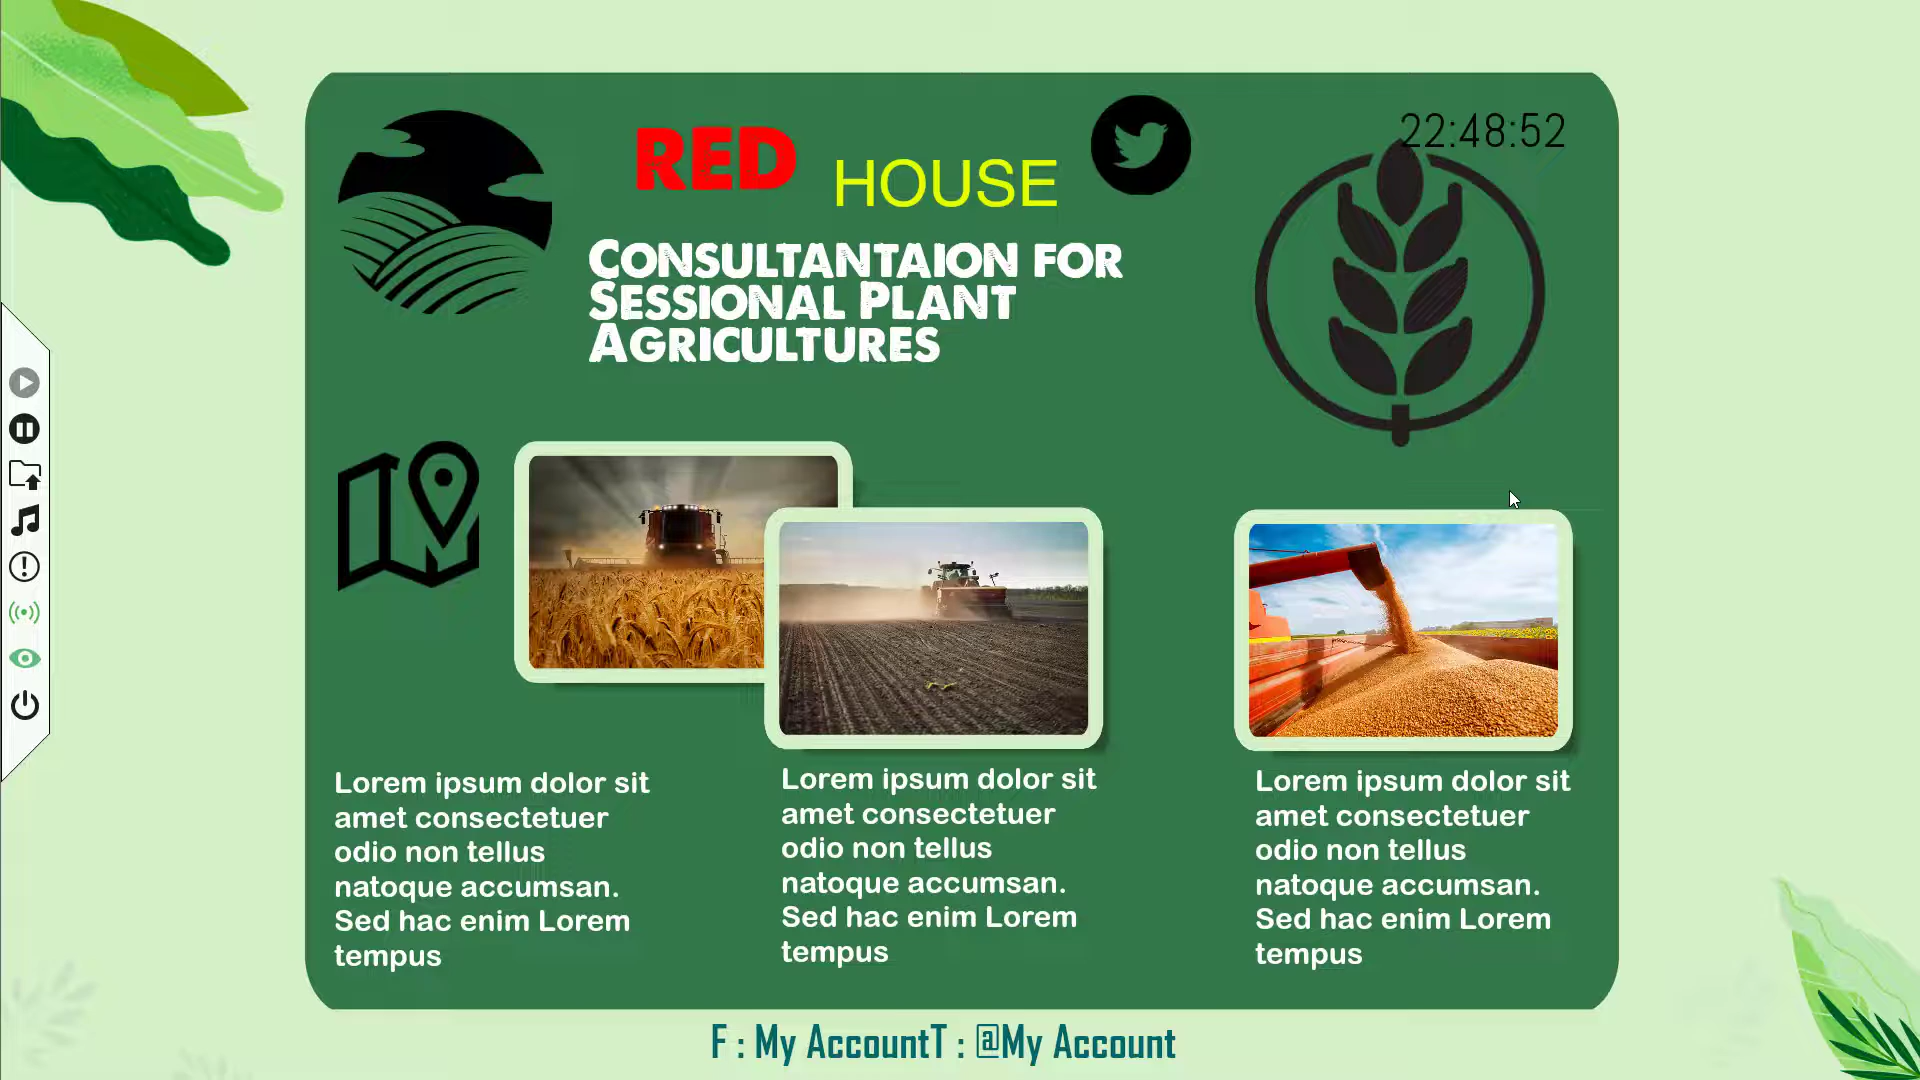 22:48:52
RED HOUSE
CONSULTANTAION FOR
SESSIONAL PLANT
AGRICULTURES
Lorem ipsum dolor sit
amet consectetuer
odio non tellus
natoque accumsan.
Sed hac enim Lorem
tempus
Lorem ipsum dolor sit
amet consectetuer
odio non tellus
natoque accumsan.
Sed hac enim Lorem
tempus
Lorem ipsum dolor sit
amet consectetuer
odio non tellus
natoque accumsan.
Sed hac enim Lorem
tempus
F : My AccountT : @My Account